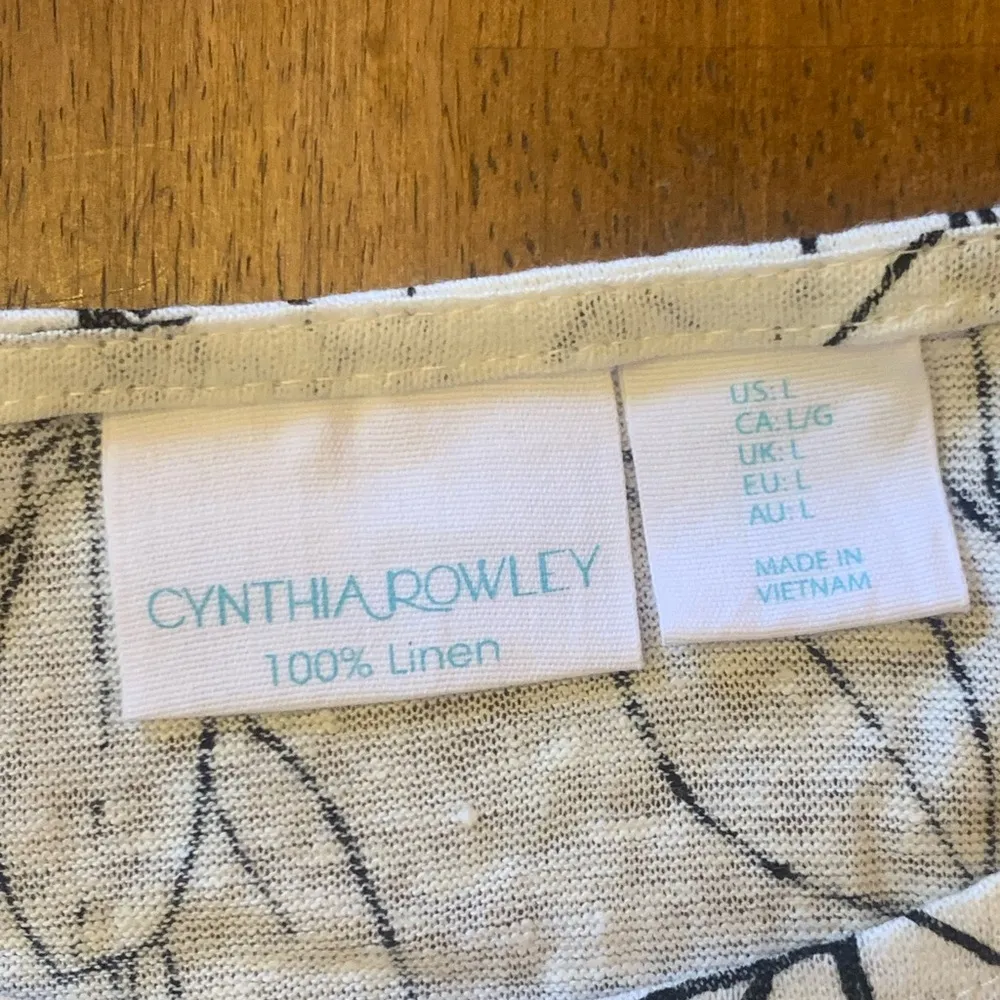 CYNTHIA ROWLEY
100% Linen
US: L
CA: L/G
UK: L
EU: L
AU: L
MADE IN
VIETNAM